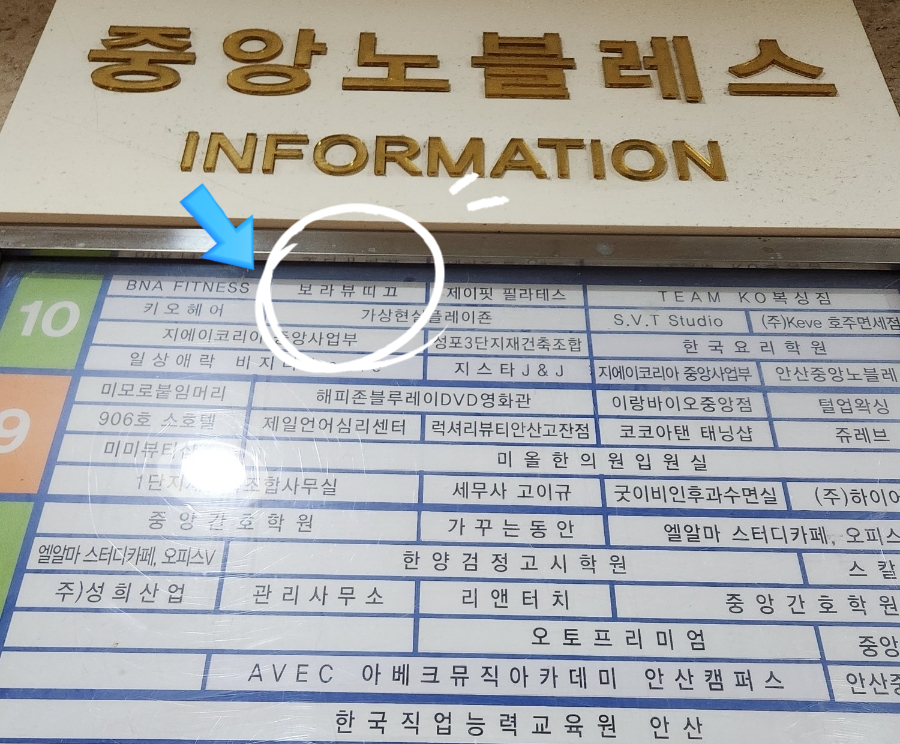 중앙노블레스
INFORMATION
10
BNA FITNESS 보라뷰띠끄 제이핏 필라테스 TEAM KO복싱짐
키오헤어 가상현실플레이존 S.V.T Studio (주)Keve 호주면세점
지에이코리아 중앙사업부 성포3단지재건축조합 한국요리학원
일상애락 지스타J&J 지에이코리아 중앙사업부 안산중앙노블레
9
미모로붙임머리 해피존블루레이DVD영화관 이랑바이오중앙점 털업왁싱
906호 소호텔 제일언어심리센터 럭셔리뷰티안산고잔점 코코아탠 태닝샵 쥬레브
미미뷰티 미올한의원입원실
1단지 조합사무실 세무사 고이규 굿이비인후과수면실 (주)하이어
중앙간호학원 가꾸는동안 엘알마 스터디카페, 오피스
엘알마 스터디카페, 오피스V 한양검정고시학원 스칼
주)성희산업 관리사무소 리앤터치 중앙간호학원
오토프리미엄 중앙
AVEC 아베크뮤직아카데미 안산캠퍼스 안산중
한국직업능력교육원 안산